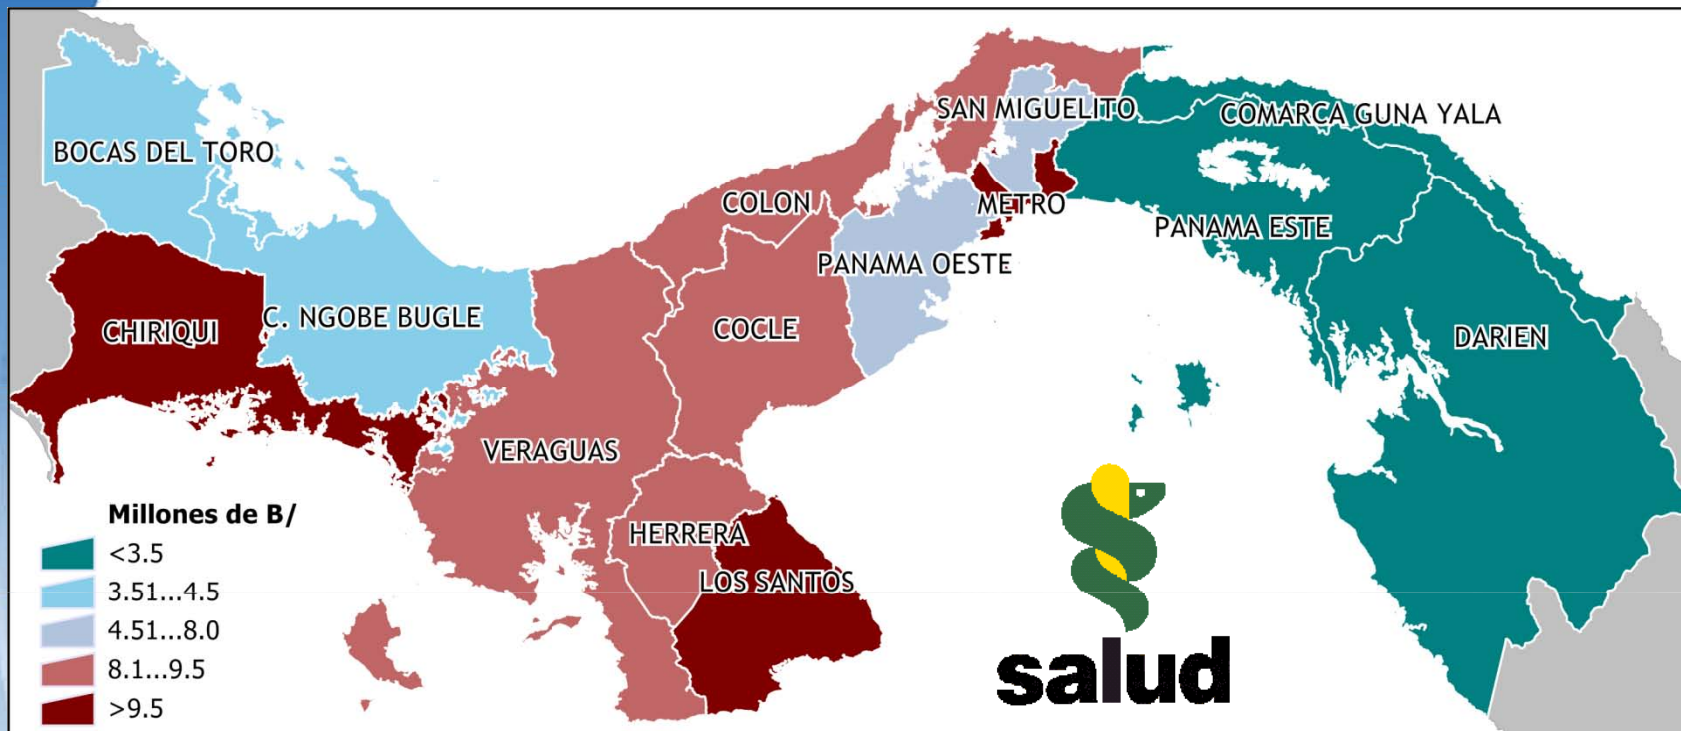 SAN MIGUELITO
COMARCA GUNA YALA
BOCAS DEL TORO
COLON
METRO
PANAMA ESTE
PANAMA OESTE
C. NGOBE BUGLE
CHIRIQUI
COCLE
DARIEN
VERAGUAS
HERRERA
LOS SANTOS
Millones de B/
<3.5
3.51...4.5
4.51...8.0
8.1...9.5
>9.5
salud